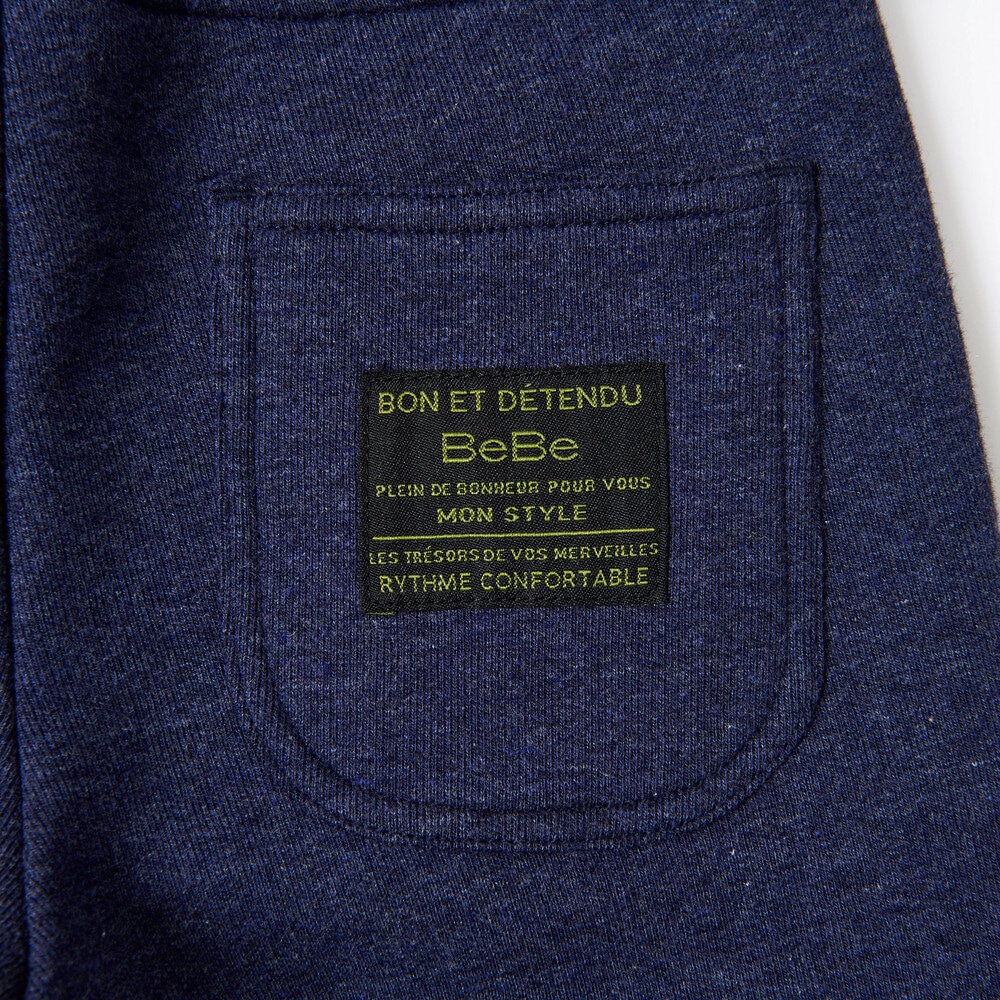 BON ET DÉTENDU
BeBe
PLEIN DE BONHEUR POUR VOUS
MON STYLE
LES TRÉSORS DE VOS MERVEILLES
RYTHME CONFORTABLE